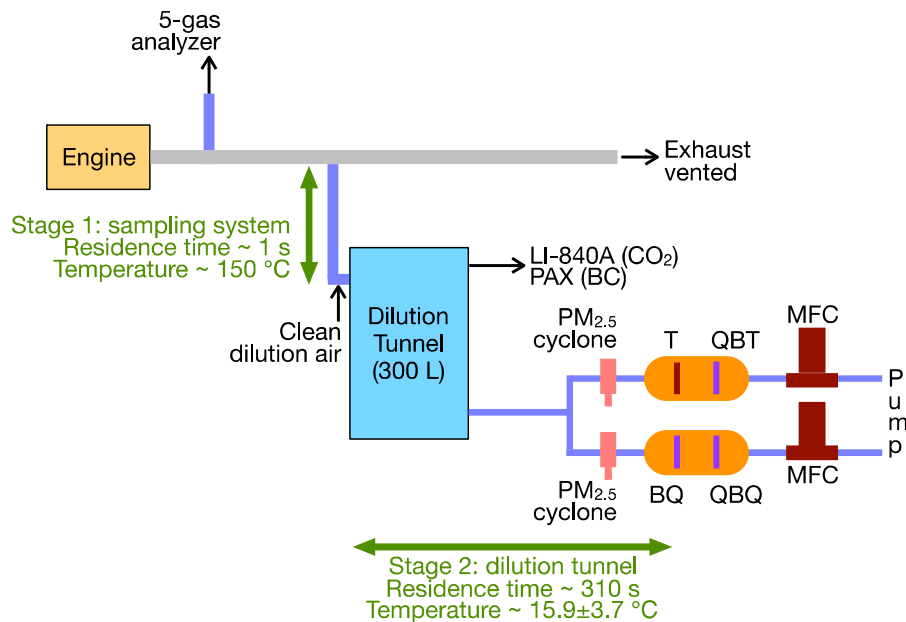 5-gas
analyzer
Engine
Exhaust
vented
Stage 1: sampling system
Residence time ~ 1 s
Temperature ~ 150 °C
LI-840A (CO₂)
PAX (BC)
Clean
dilution air
Dilution
Tunnel
(300 L)
PM₂.₅
cyclone
T
QBT
MFC
Pump
PM₂.₅
cyclone
BQ
QBQ
MFC
Stage 2: dilution tunnel
Residence time ~ 310 s
Temperature ~ 15.9±3.7 °C